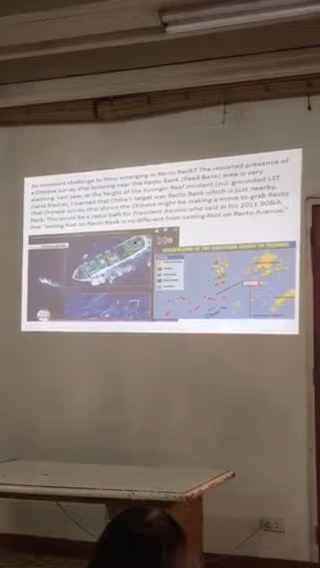 An imminent challenge to Pnoy emerging in Recto Bank? The reported presence of
a Chinese survey ship loitering near the Recto Bank (Reed Bank) area is very
alarming. Last year, at the height of the Ayungin Reef incident (our grounded LST
Sierra Madre), I learned that China's target was Recto Bank which is just nearby.
That Chinese survey ship shows the Chinese might be making a move to grab Recto
Bank. This would be a casus belli for President Aquino who said in his 2011 SONA
that "setting foot on Recto Bank is no different from setting foot on Recto Avenue."